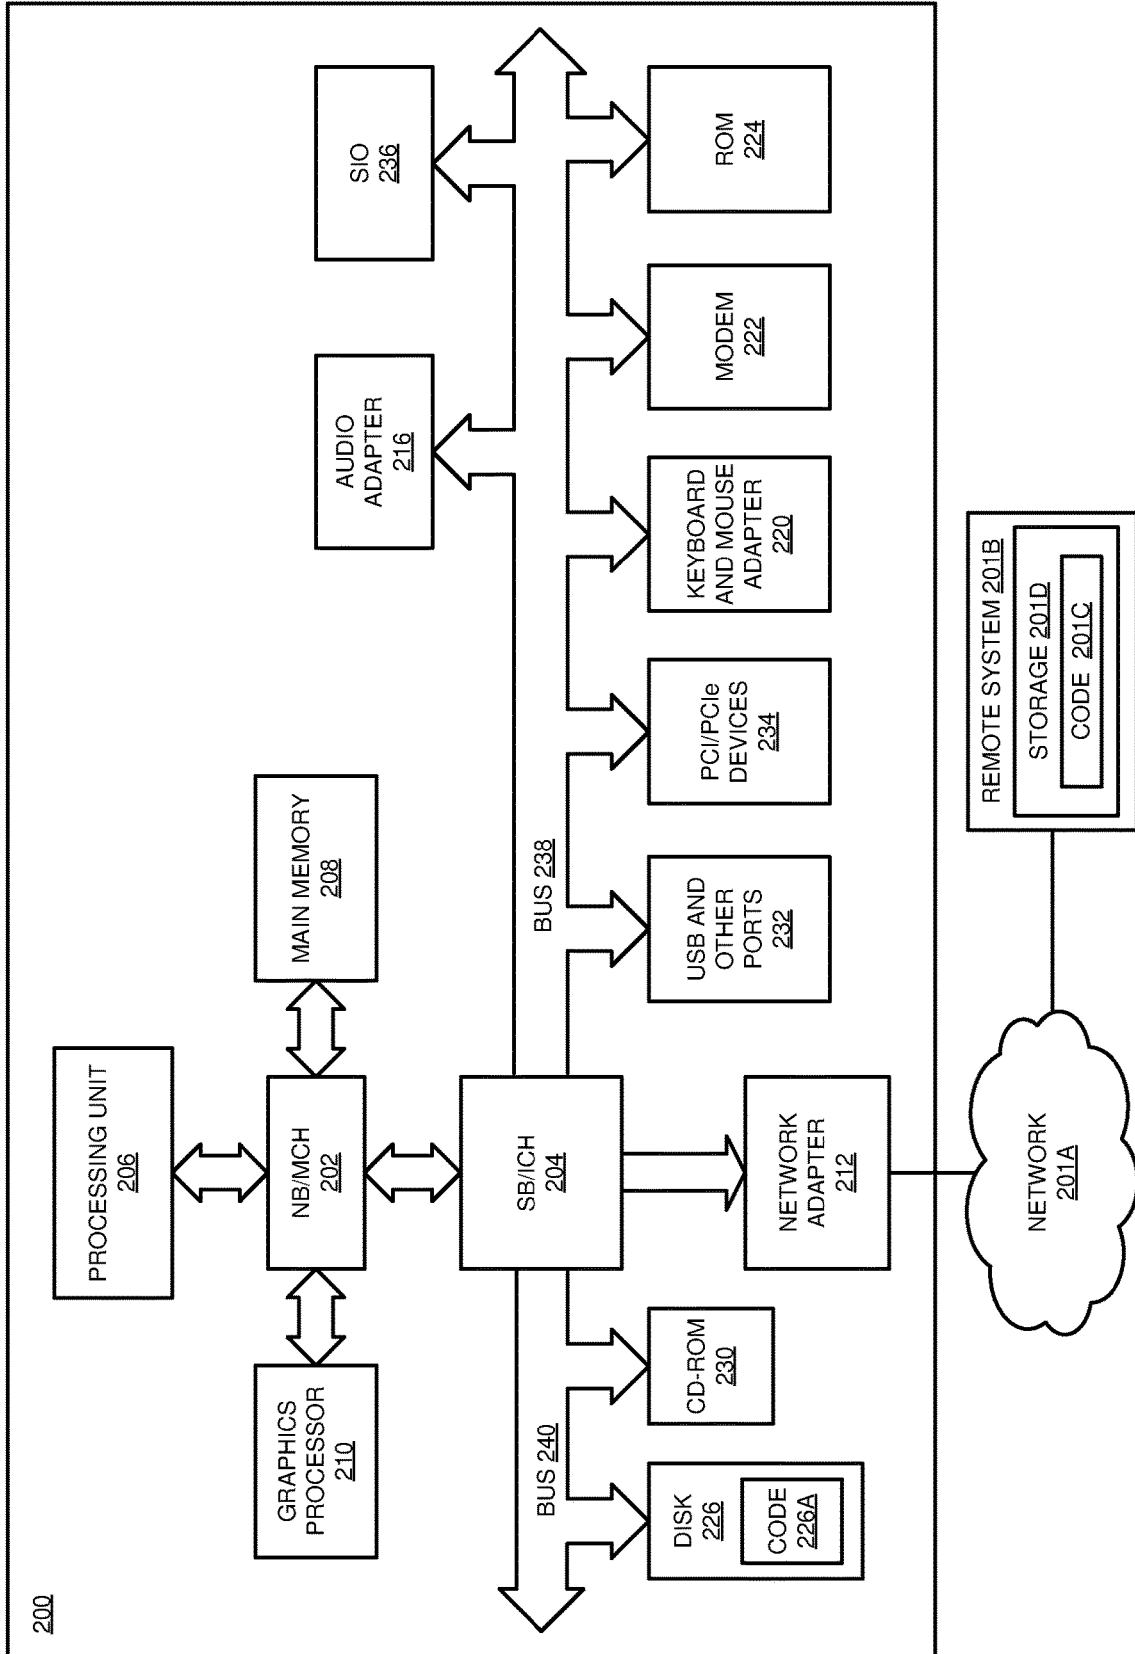 200
PROCESSING UNIT
206
GRAPHICS
PROCESSOR
210
NB/MCH
202
MAIN MEMORY
208
AUDIO
ADAPTER
216
SIO
236
SB/ICH
204
BUS 240
BUS 238
DISK
226
CODE
226A
CD-ROM
230
NETWORK
ADAPTER
212
USB AND
OTHER
PORTS
232
PCI/PCIe
DEVICES
234
KEYBOARD
AND MOUSE
ADAPTER
220
MODEM
222
ROM
224
NETWORK
201A
REMOTE SYSTEM 201B
STORAGE 201D
CODE 201C